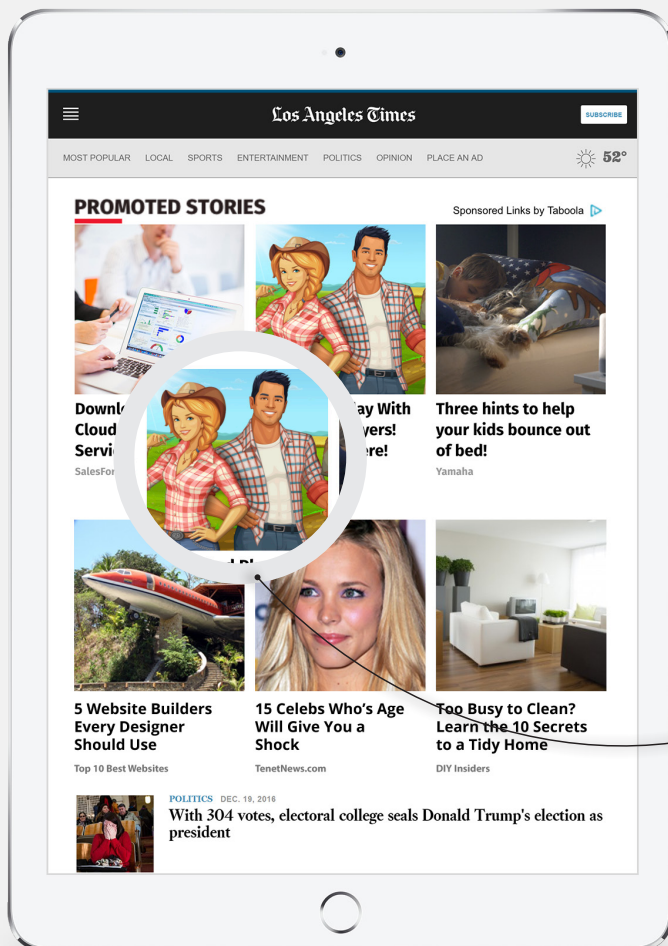 Los Angeles Times
SUBSCRIBE
MOST POPULAR LOCAL SPORTS ENTERTAINMENT POLITICS OPINION PLACE AN AD
52°
PROMOTED STORIES
Sponsored Links by Taboola
Three hints to help
your kids bounce out
of bed!
Yamaha
5 Website Builders
Every Designer
Should Use
Top 10 Best Websites
15 Celebs Who's Age
Will Give You a
Shock
TenetNews.com
Too Busy to Clean?
Learn the 10 Secrets
to a Tidy Home
DIY Insiders
POLITICS DEC. 19, 2016
With 304 votes, electoral college seals Donald Trump's election as
president